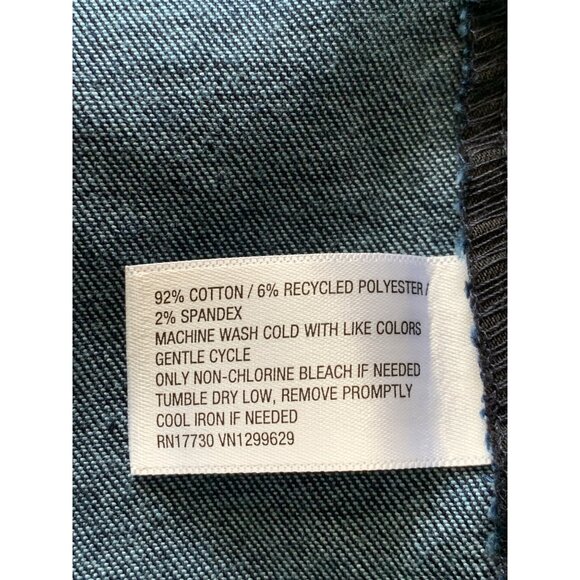 92% COTTON / 6% RECYCLED POLYESTER /
2% SPANDEX
MACHINE WASH COLD WITH LIKE COLORS
GENTLE CYCLE
ONLY NON-CHLORINE BLEACH IF NEEDED
TUMBLE DRY LOW, REMOVE PROMPTLY
COOL IRON IF NEEDED
RN17730 VN1299629